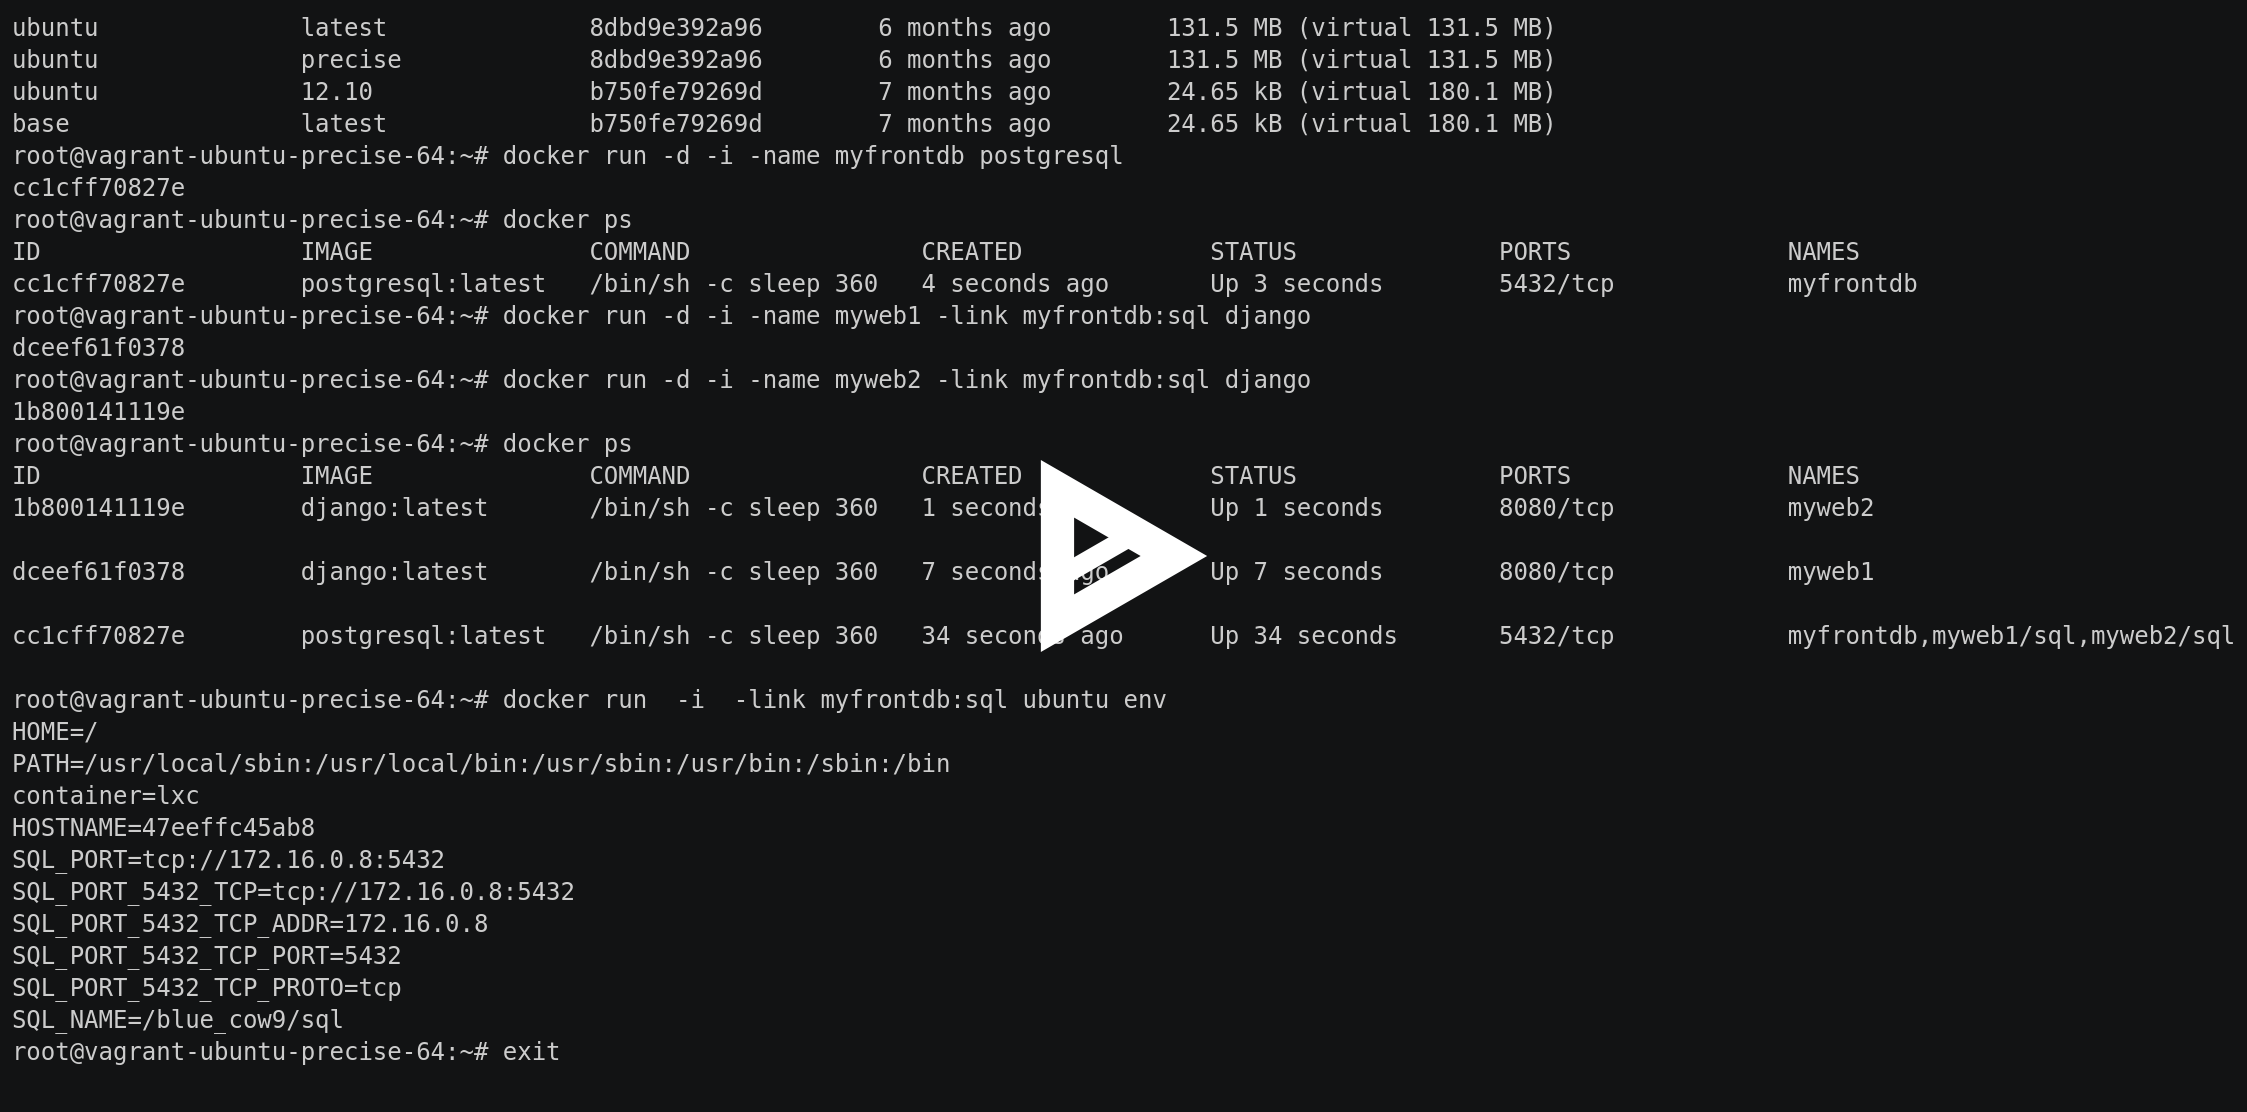 ubuntu              latest              8dbd9e392a96        6 months ago        131.5 MB (virtual 131.5 MB)
ubuntu              precise             8dbd9e392a96        6 months ago        131.5 MB (virtual 131.5 MB)
ubuntu              12.10               b750fe79269d        7 months ago        24.65 kB (virtual 180.1 MB)
base                latest              b750fe79269d        7 months ago        24.65 kB (virtual 180.1 MB)
root@vagrant-ubuntu-precise-64:~# docker run -d -i -name myfrontdb postgresql
cc1cff70827e
root@vagrant-ubuntu-precise-64:~# docker ps
ID                  IMAGE               COMMAND                CREATED             STATUS              PORTS               NAMES
cc1cff70827e        postgresql:latest   /bin/sh -c sleep 360   4 seconds ago       Up 3 seconds        5432/tcp            myfrontdb
root@vagrant-ubuntu-precise-64:~# docker run -d -i -name myweb1 -link myfrontdb:sql django
dceef61f0378
root@vagrant-ubuntu-precise-64:~# docker run -d -i -name myweb2 -link myfrontdb:sql django
1b800141119e
root@vagrant-ubuntu-precise-64:~# docker ps
ID                  IMAGE               COMMAND                CREATED             STATUS              PORTS               NAMES
1b800141119e        django:latest       /bin/sh -c sleep 360   1 seconds           Up 1 seconds        8080/tcp            myweb2
dceef61f0378        django:latest       /bin/sh -c sleep 360   7 seconds ago       Up 7 seconds        8080/tcp            myweb1
cc1cff70827e        postgresql:latest   /bin/sh -c sleep 360   34 seconds ago      Up 34 seconds       5432/tcp            myfrontdb,myweb1/sql,myweb2/sql
root@vagrant-ubuntu-precise-64:~# docker run  -i  -link myfrontdb:sql ubuntu env
HOME=/
PATH=/usr/local/sbin:/usr/local/bin:/usr/sbin:/usr/bin:/sbin:/bin
container=lxc
HOSTNAME=47eeffc45ab8
SQL_PORT=tcp://172.16.0.8:5432
SQL_PORT_5432_TCP=tcp://172.16.0.8:5432
SQL_PORT_5432_TCP_ADDR=172.16.0.8
SQL_PORT_5432_TCP_PORT=5432
SQL_PORT_5432_TCP_PROTO=tcp
SQL_NAME=/blue_cow9/sql
root@vagrant-ubuntu-precise-64:~# exit